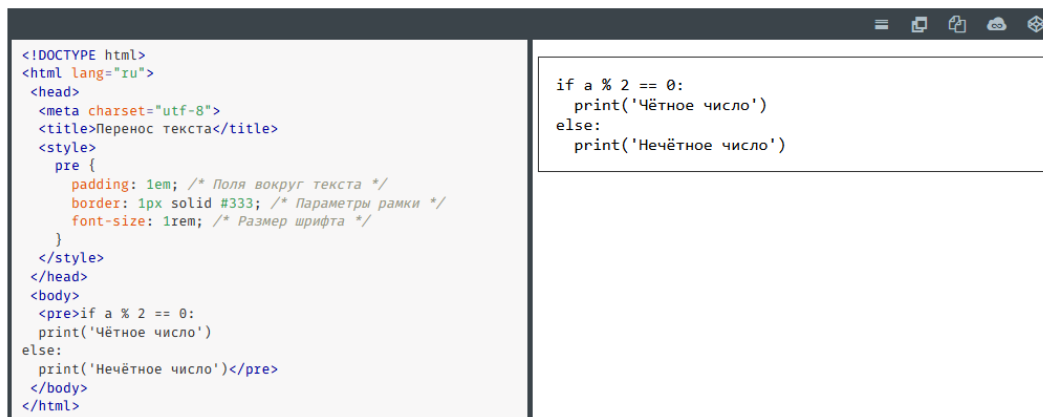 <!DOCTYPE html>
<html lang="ru">
 <head>
  <meta charset="utf-8">
  <title>Перенос текста</title>
  <style>
    pre {
      padding: 1em; /* Поля вокруг текста */
      border: 1px solid #333; /* Параметры рамки */
      font-size: 1rem; /* Размер шрифта */
    }
  </style>
 </head>
 <body>
  <pre>if a % 2 == 0:
  print('Чётное число')
else:
  print('Нечётное число')</pre>
 </body>
</html>
if a % 2 == 0:
  print('Чётное число')
else:
  print('Нечётное число')